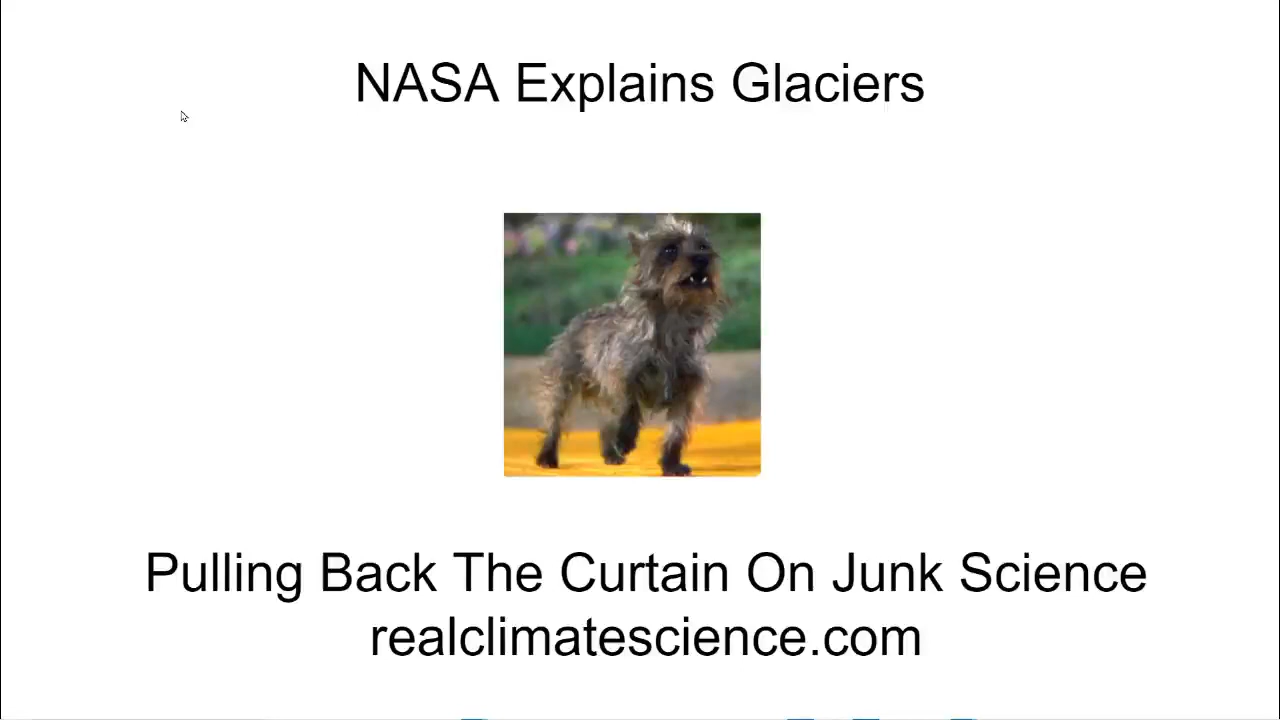 NASA Explains Glaciers
Pulling Back The Curtain On Junk Science
realclimatescience.com